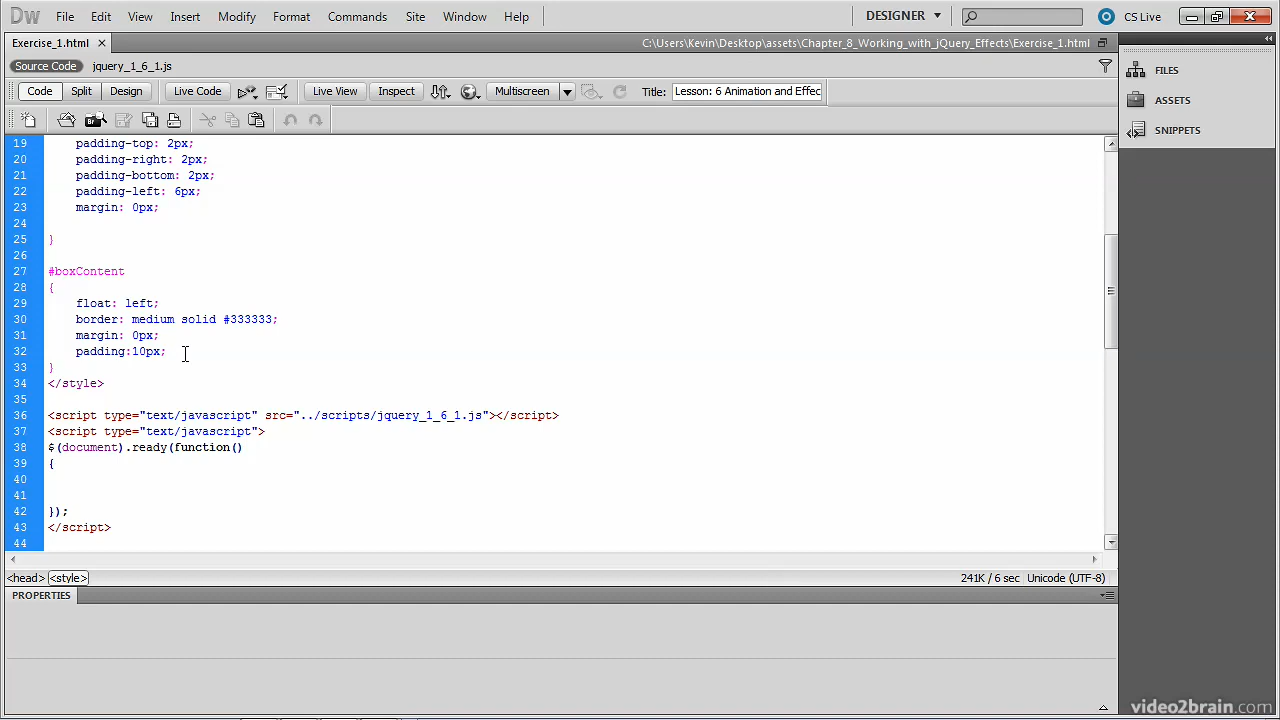 Dw File Edit View Insert Modify Format Commands Site Window Help DESIGNER CS Live
Exercise_1.html × C:\Users\Kevin\Desktop\assets\Chapter_8_Working_with_jQuery_Effects\Exercise_1.html
Source Code jquery_1_6_1.js
Code Split Design Live Code Live View Inspect Multiscreen Title: Lesson: 6 Animation and Effec
19 padding-top: 2px;
20 padding-right: 2px;
21 padding-bottom: 2px;
22 padding-left: 6px;
23 margin: 0px;
24
25 }
26
27 #boxContent
28 {
29 float: left;
30 border: medium solid #333333;
31 margin: 0px;
32 padding:10px;
33 }
34 </style>
35
36 <script type="text/javascript" src="../scripts/jquery_1_6_1.js"></script>
37 <script type="text/javascript">
38 $(document).ready(function()
39 {
40
41
42 });
43 </script>
44
<head> <style> 241K / 6 sec Unicode (UTF-8)
PROPERTIES
FILES
ASSETS
SNIPPETS
video2brain.com